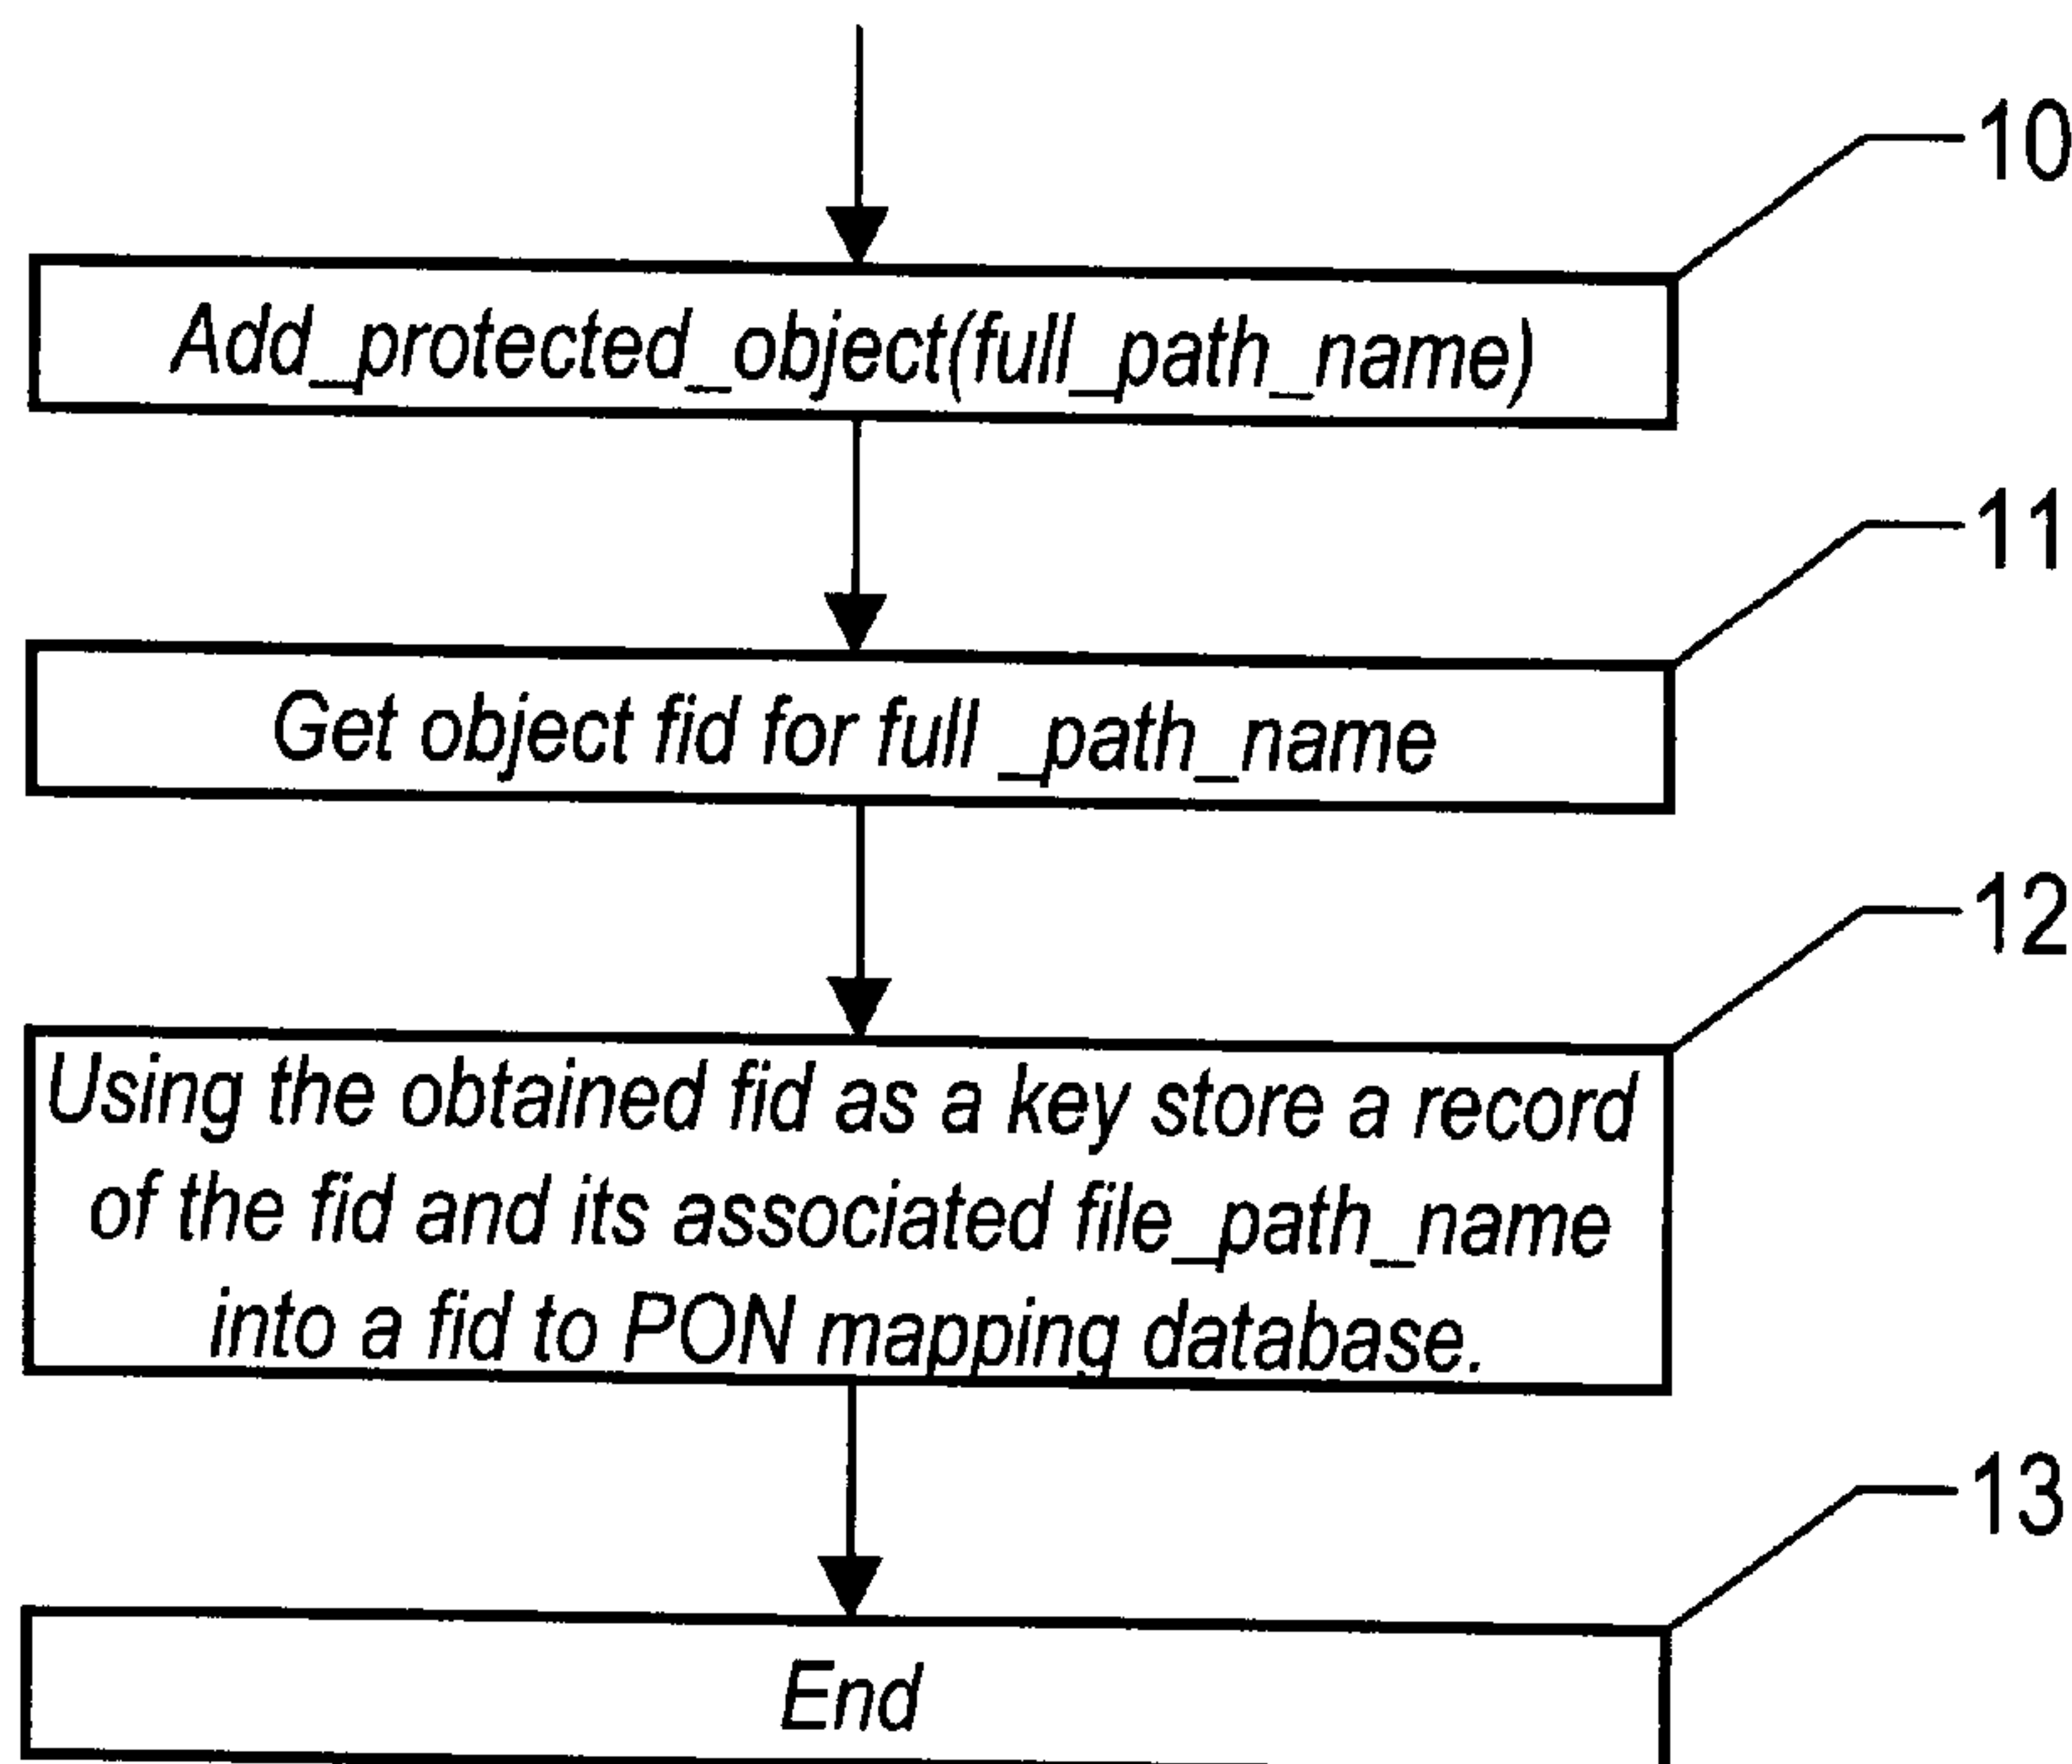 10
Add_protected_object(full_path_name)
11
Get object fid for full _path_name
12
Using the obtained fid as a key store a record
of the fid and its associated file_path_name
into a fid to PON mapping database.
13
End